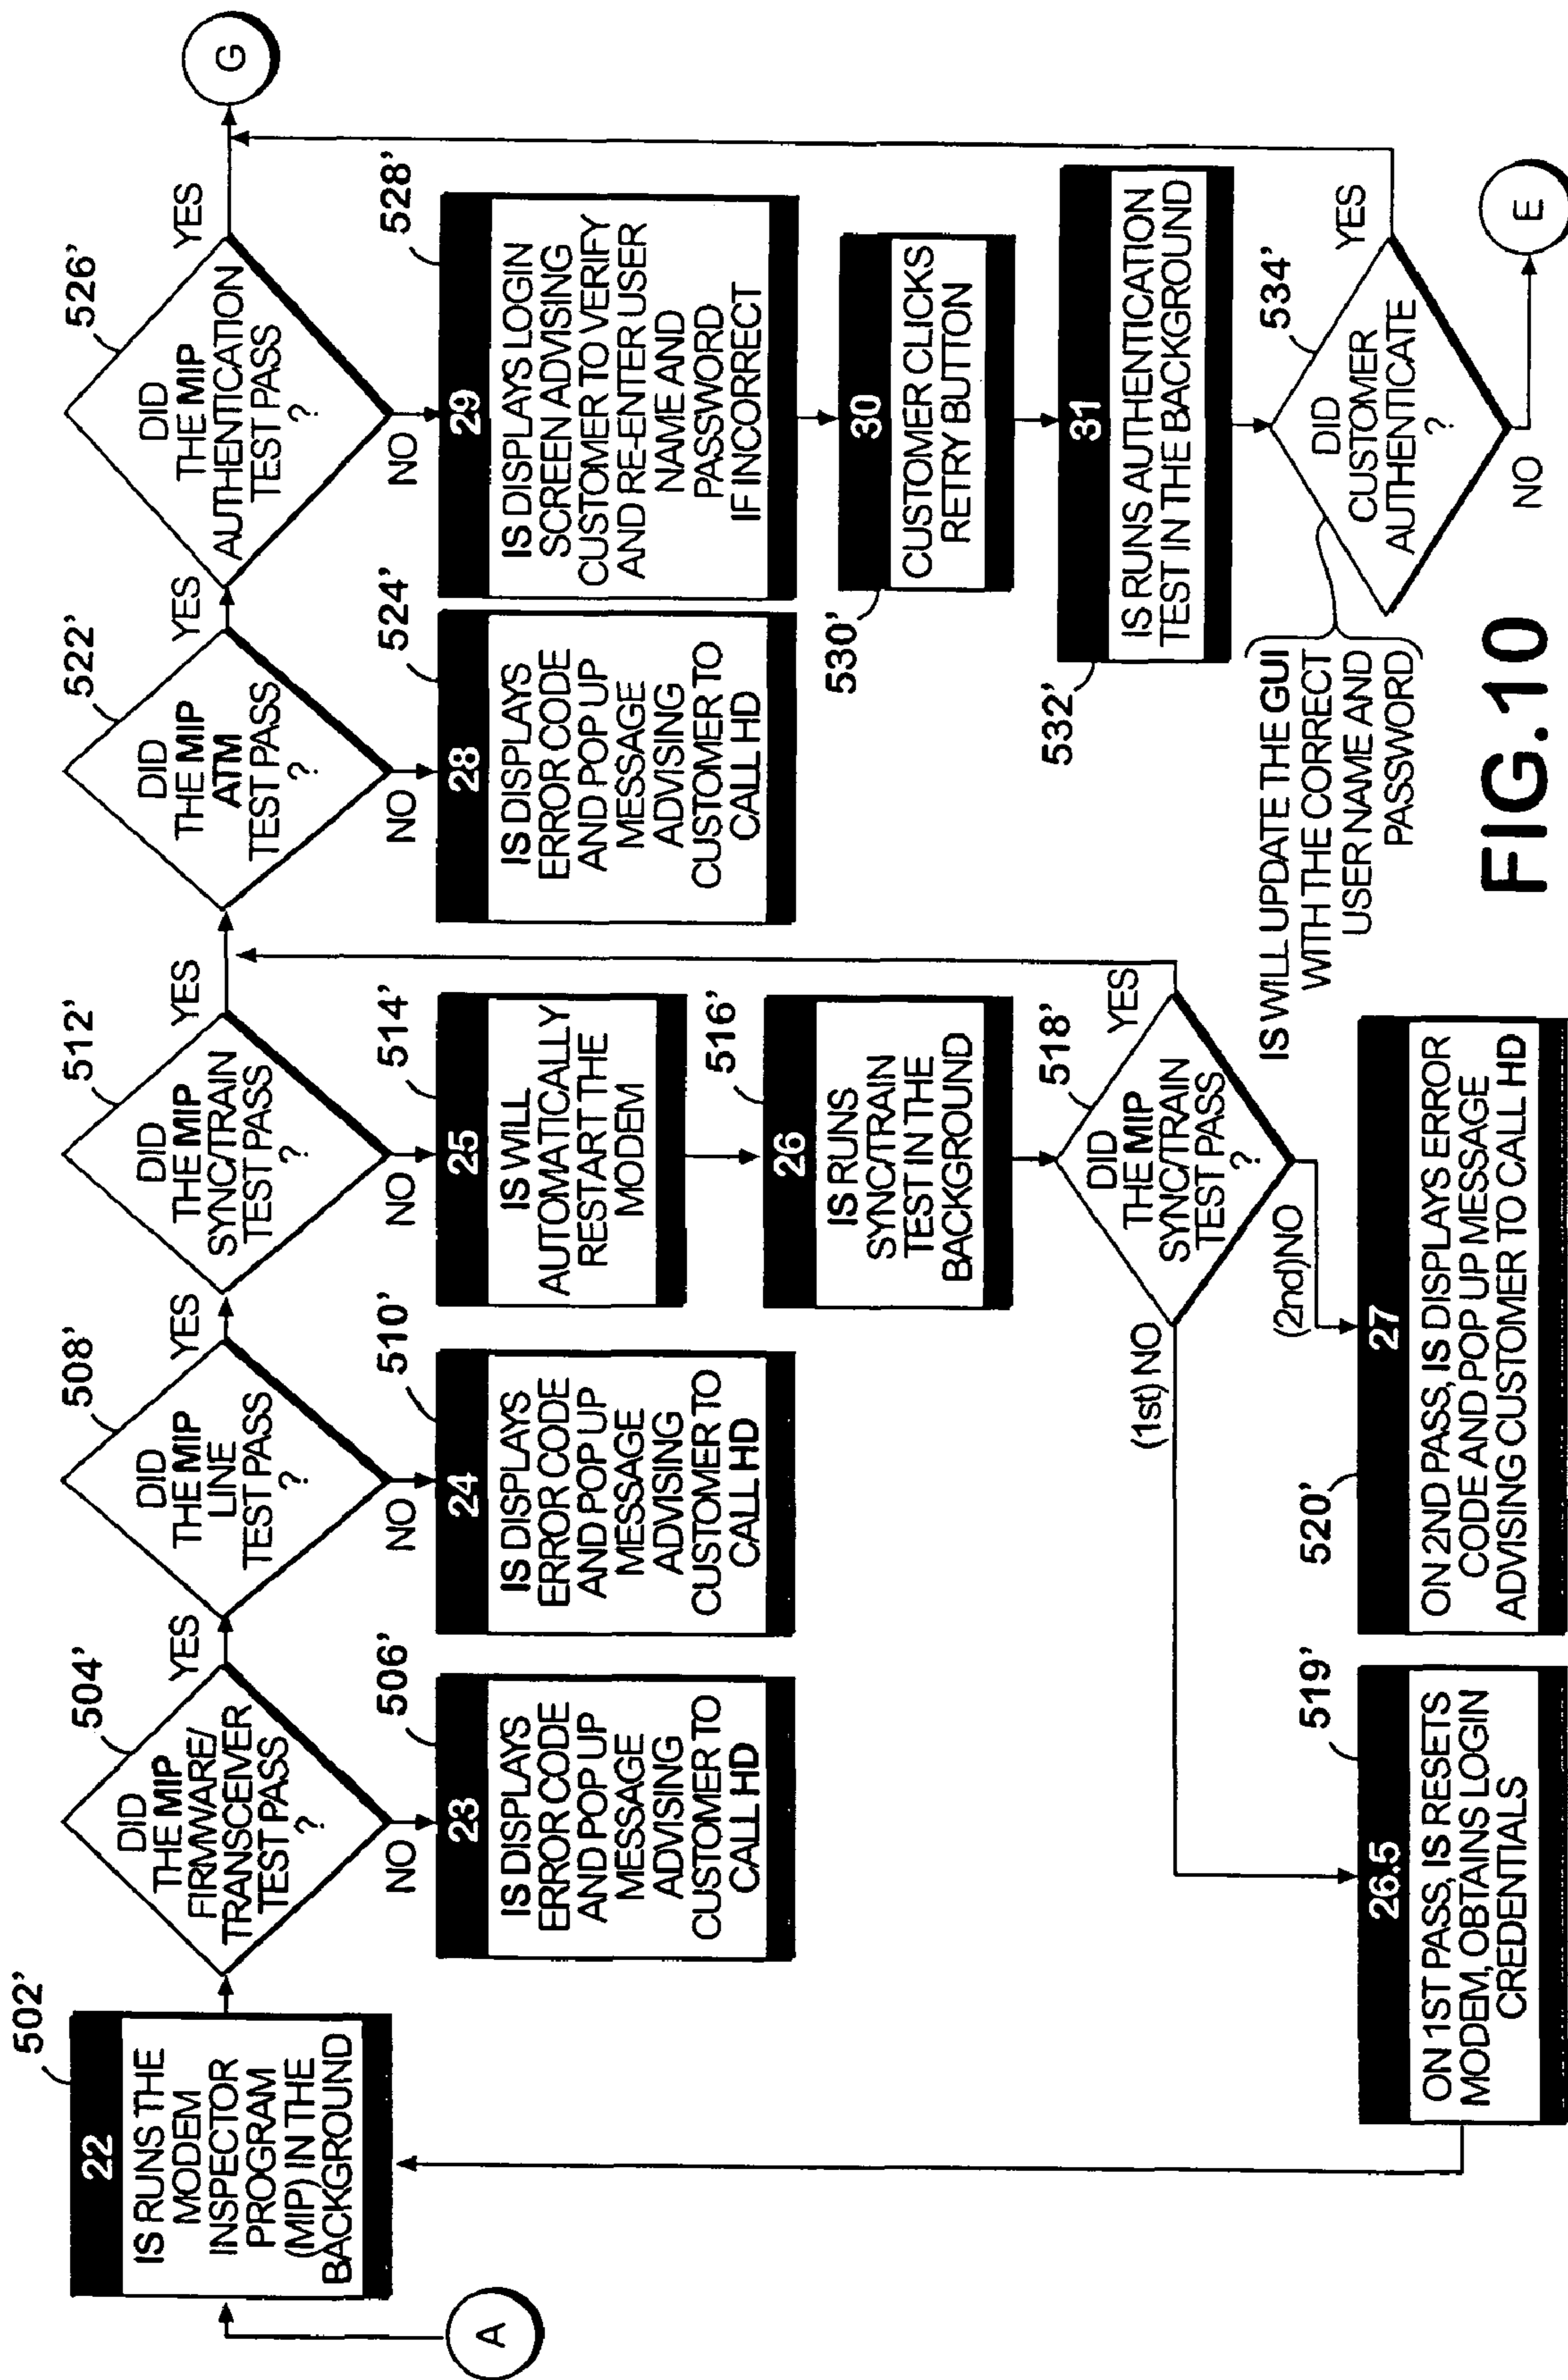 A
502'
22
IS RUNS THE
MODEM
INSPECTOR
PROGRAM
(MIP) IN THE
BACKGROUND
504'
DID
THE MIP
FIRMWARE/
TRANSCEIVER
TEST PASS
?
YES
NO
506'
23
IS DISPLAYS
ERROR CODE
AND POP UP
MESSAGE
ADVISING
CUSTOMER TO
CALL HD
508'
DID
THE MIP
LINE
TEST PASS
?
YES
NO
510'
24
IS DISPLAYS
ERROR CODE
AND POP UP
MESSAGE
ADVISING
CUSTOMER TO
CALL HD
512'
DID
THE MIP
SYNC/TRAIN
TEST PASS
?
YES
NO
514'
25
IS WILL
AUTOMATICALLY
RESTART THE
MODEM
516'
26
IS RUNS
SYNC/TRAIN
TEST IN THE
BACKGROUND
518'
DID
THE MIP
SYNC/TRAIN
TEST PASS
?
YES
(1st) NO
(2nd)NO
519'
26.5
ON 1ST PASS, IS RESETS
MODEM, OBTAINS LOGIN
CREDENTIALS
520'
27
ON 2ND PASS, IS DISPLAYS ERROR
CODE AND POP UP MESSAGE
ADVISING CUSTOMER TO CALL HD
522'
DID
THE MIP
ATM
TEST PASS
?
YES
NO
524'
28
IS DISPLAYS
ERROR CODE
AND POP UP
MESSAGE
ADVISING
CUSTOMER TO
CALL HD
526'
DID
THE MIP
AUTHENTICATION
TEST PASS
?
YES
NO
G
528'
29
IS DISPLAYS LOGIN
SCREEN ADVISING
CUSTOMER TO VERIFY
AND RE-ENTER USER
NAME AND
PASSWORD
IF INCORRECT
530'
30
CUSTOMER CLICKS
RETRY BUTTON
532'
31
IS RUNS AUTHENTICATION
TEST IN THE BACKGROUND
534'
DID
CUSTOMER
AUTHENTICATE
?
YES
NO
E
IS WILL UPDATE THE GUI
WITH THE CORRECT
USER NAME AND
PASSWORD
FIG.10